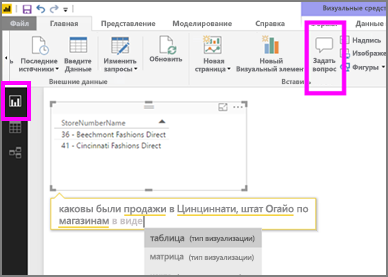 Визуальные средст
Файл Главная Представление Моделирование Справка
Последние источники Введите Данные Изменить запросы Обновить Новая страница Новый Визуальный элемент Задать вопрос Надпись
Изображе
Фигуры
Внешние данные Вставит
StoreNumberName
36 - Beechmont Fashions Direct
41 - Cincinnati Fashions Direct
каковы были продажи в Цинциннати, штат Огайо по
магазинам в виде
таблица (тип визуализации)
матрица (тип визуализации)